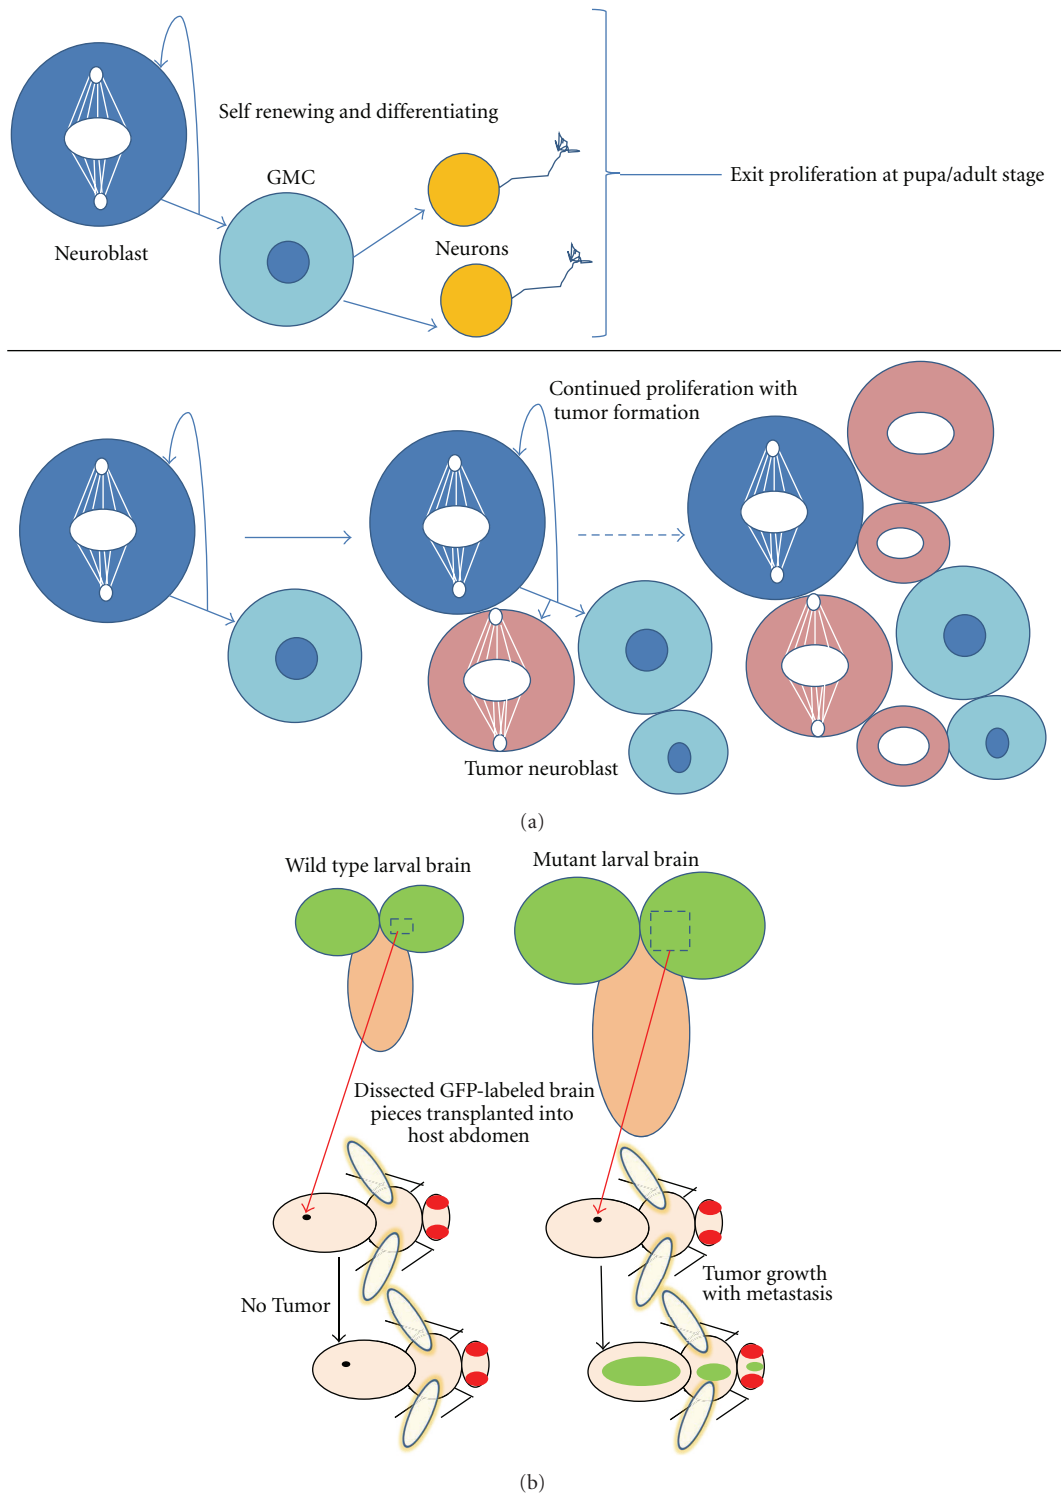 Self renewing and differentiating
GMC
Exit proliferation at pupa/adult stage
Neuroblast
Neurons
Continued proliferation with
tumor formation
Tumor neuroblast
(a)
Wild type larval brain
Mutant larval brain
Dissected GFP-labeled brain
pieces transplanted into
host abdomen
No Tumor
Tumor growth
with metastasis
(b)